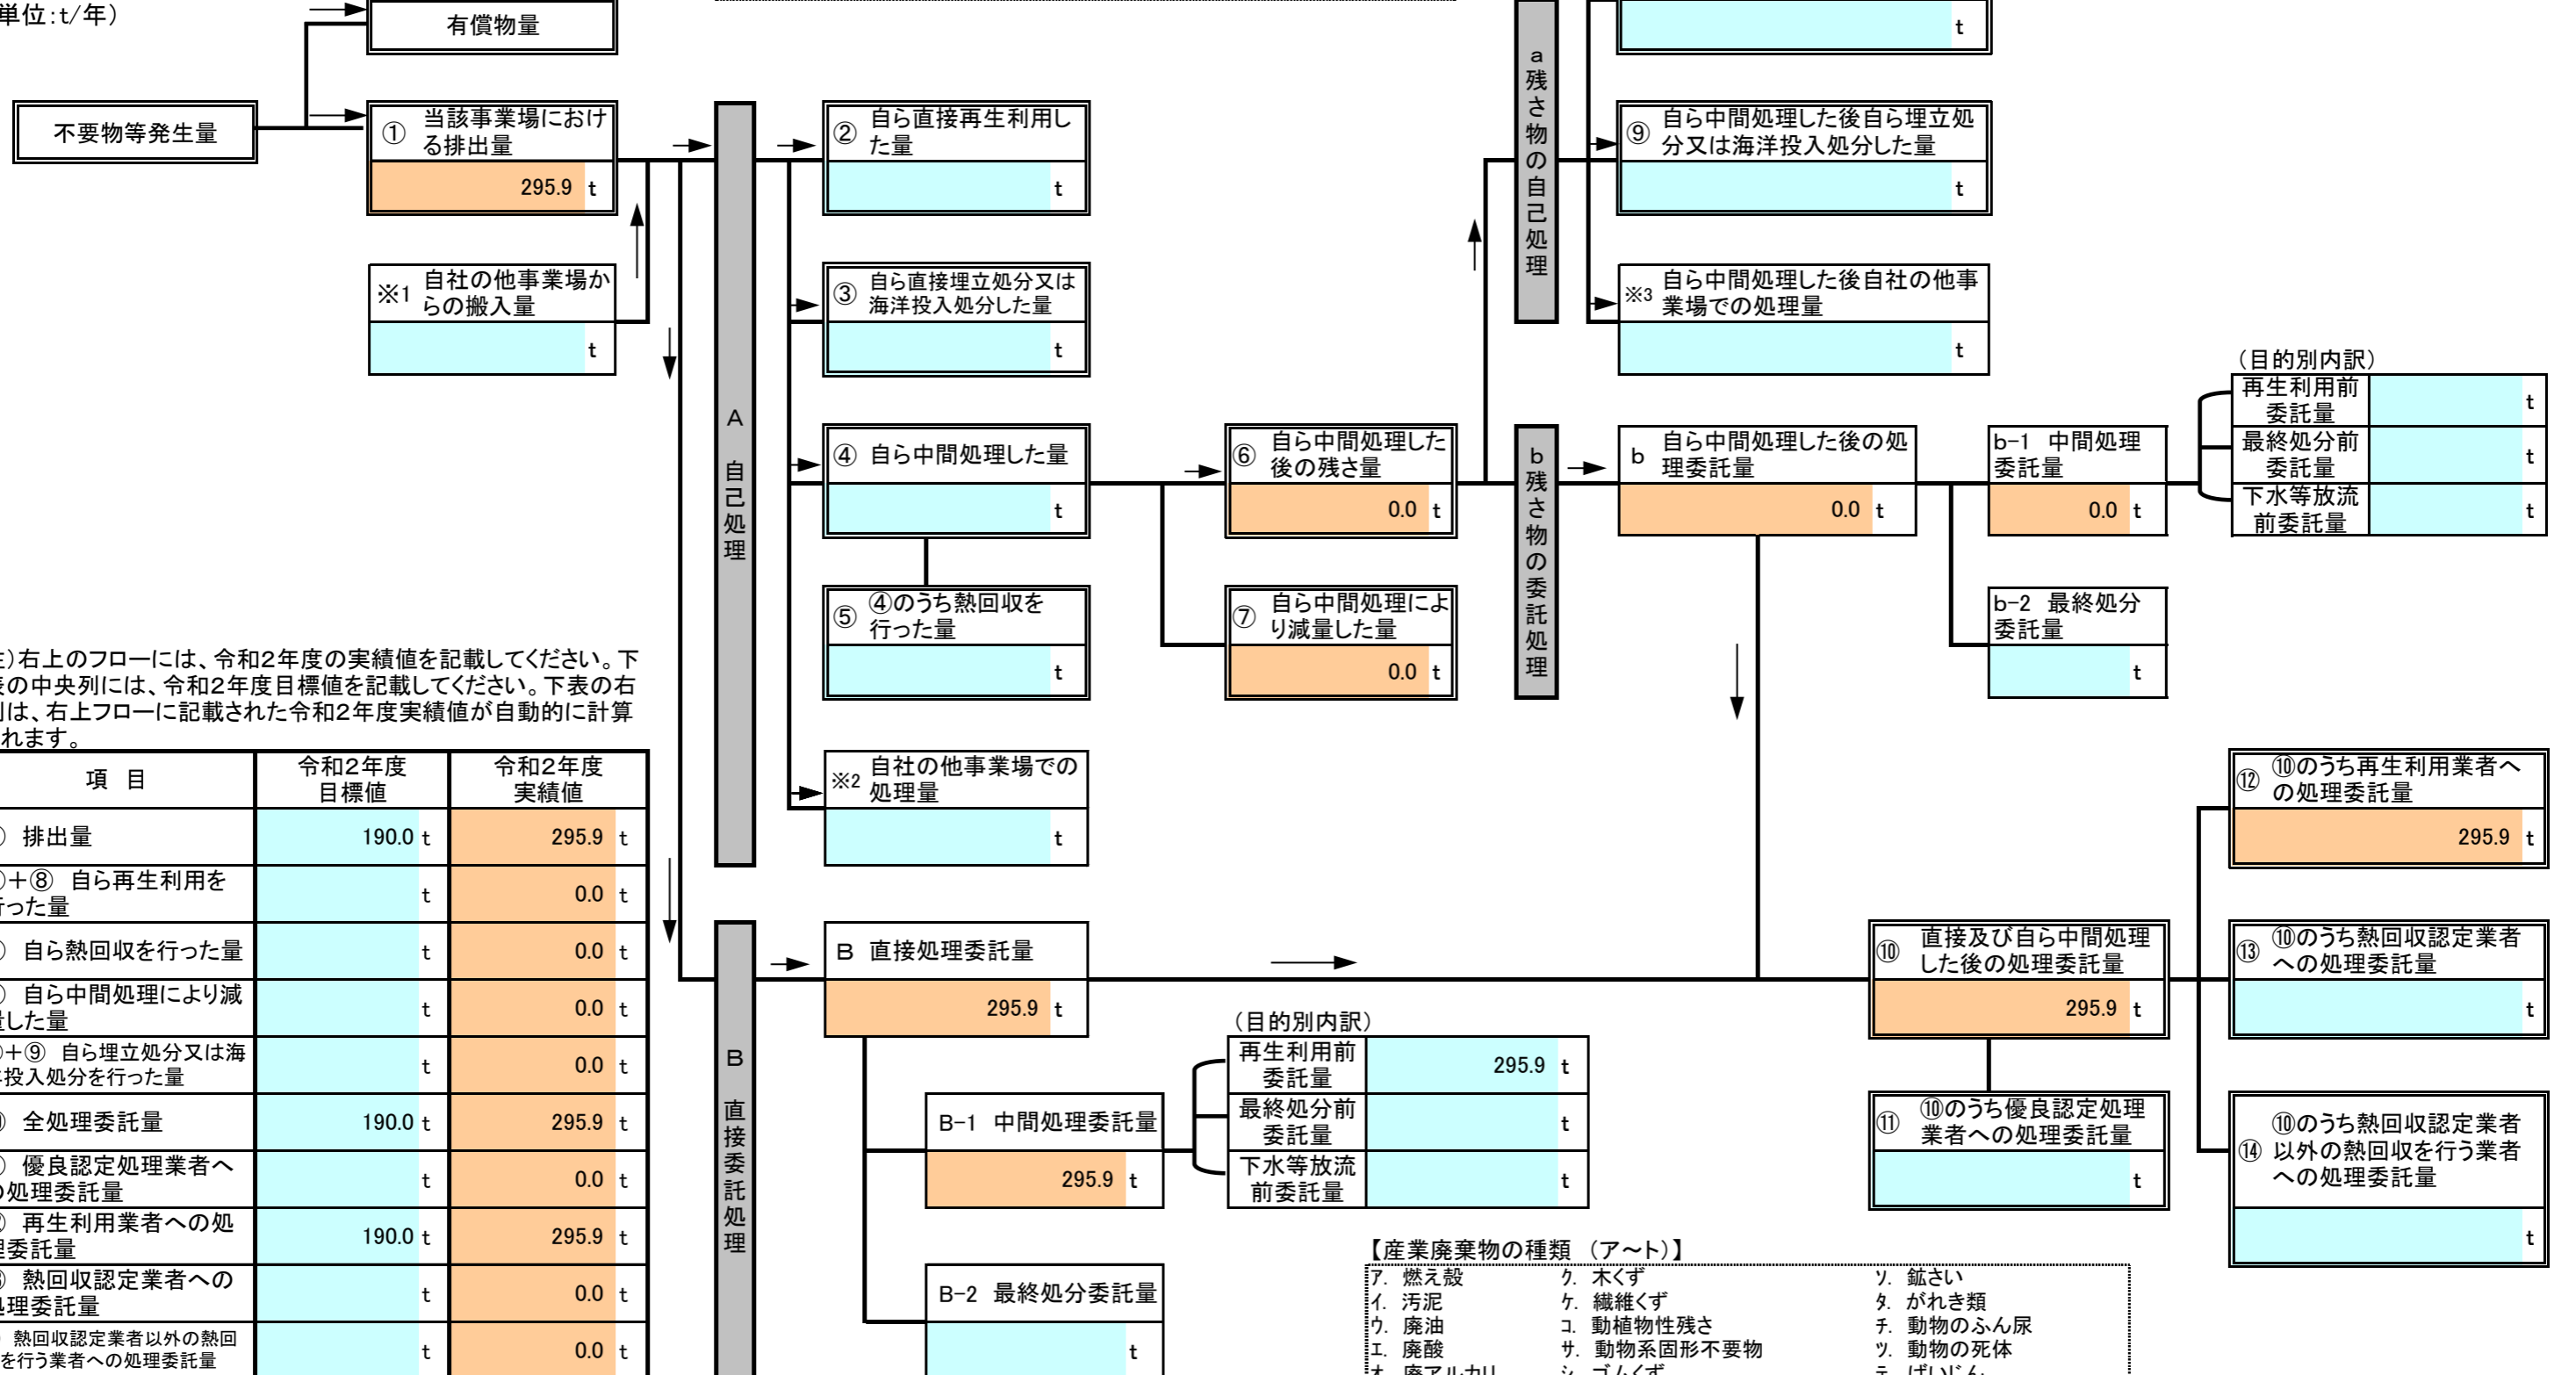 単位:t/年)
有償物量
不要物等発生量
① 当該事業場におけ
る排出量
295.9 t
※1 自社の他事業場か
らの搬入量
t
A 自己処理
② 自ら直接再生利用し
た量
t
③ 自ら直接埋立処分又は
海洋投入処分した量
t
④ 自ら中間処理した量
t
⑤ ④のうち熱回収を
行った量
t
※2 自社の他事業場での
処理量
t
⑥ 自ら中間処理した
後の残さ量
0.0 t
⑦ 自ら中間処理によ
り減量した量
0.0 t
a 残さ物の自己処理
t
⑨ 自ら中間処理した後自ら埋立処
分又は海洋投入処分した量
t
※3 自ら中間処理した後自社の他事
業場での処理量
t
b 残さ物の委託処理
b 自ら中間処理した後の処
理委託量
0.0 t
b-1 中間処理
委託量
0.0 t
b-2 最終処分
委託量
t
(目的別内訳)
再生利用前
委託量 t
最終処分前
委託量 t
下水等放流
前委託量 t
)右上のフローには、令和2年度の実績値を記載してください。下
の中央列には、令和2年度目標値を記載してください。下表の右
は、右上フローに記載された令和2年度実績値が自動的に計算
れます。
項 目 令和2年度 目標値 令和2年度 実績値
排出量 190.0 t 295.9 t
+⑧ 自ら再生利用を
行った量 t 0.0 t
自ら熱回収を行った量 t 0.0 t
自ら中間処理により減
量した量 t 0.0 t
+⑨ 自ら埋立処分又は海
洋投入処分を行った量 t 0.0 t
全処理委託量 190.0 t 295.9 t
優良認定処理業者へ
の処理委託量 t 0.0 t
再生利用業者への処
理委託量 190.0 t 295.9 t
熱回収認定業者への
処理委託量 t 0.0 t
熱回収認定業者以外の熱回
を行う業者への処理委託量 t 0.0 t
B 直接委託処理
B 直接処理委託量
295.9 t
B-1 中間処理委託量
295.9 t
B-2 最終処分委託量
t
(目的別内訳)
再生利用前
委託量 295.9 t
最終処分前
委託量 t
下水等放流
前委託量 t
⑩ 直接及び自ら中間処理
した後の処理委託量
295.9 t
⑪ ⑩のうち優良認定処理
業者への処理委託量
t
⑫ ⑩のうち再生利用業者へ
の処理委託量
295.9 t
⑬ ⑩のうち熱回収認定業者
への処理委託量
t
⑭ ⑩のうち熱回収認定業者
以外の熱回収を行う業者
への処理委託量
t
【産業廃棄物の種類 (ア~ト)】
ア. 燃え殻 ク. 木くず ソ. 鉱さい
イ. 汚泥 ケ. 繊維くず タ. がれき類
ウ. 廃油 コ. 動植物性残さ チ. 動物のふん尿
エ. 廃酸 サ. 動物系固形不要物 ツ. 動物の死体
オ. 廃アルカリ シ. ゴムくず テ. ばいじん